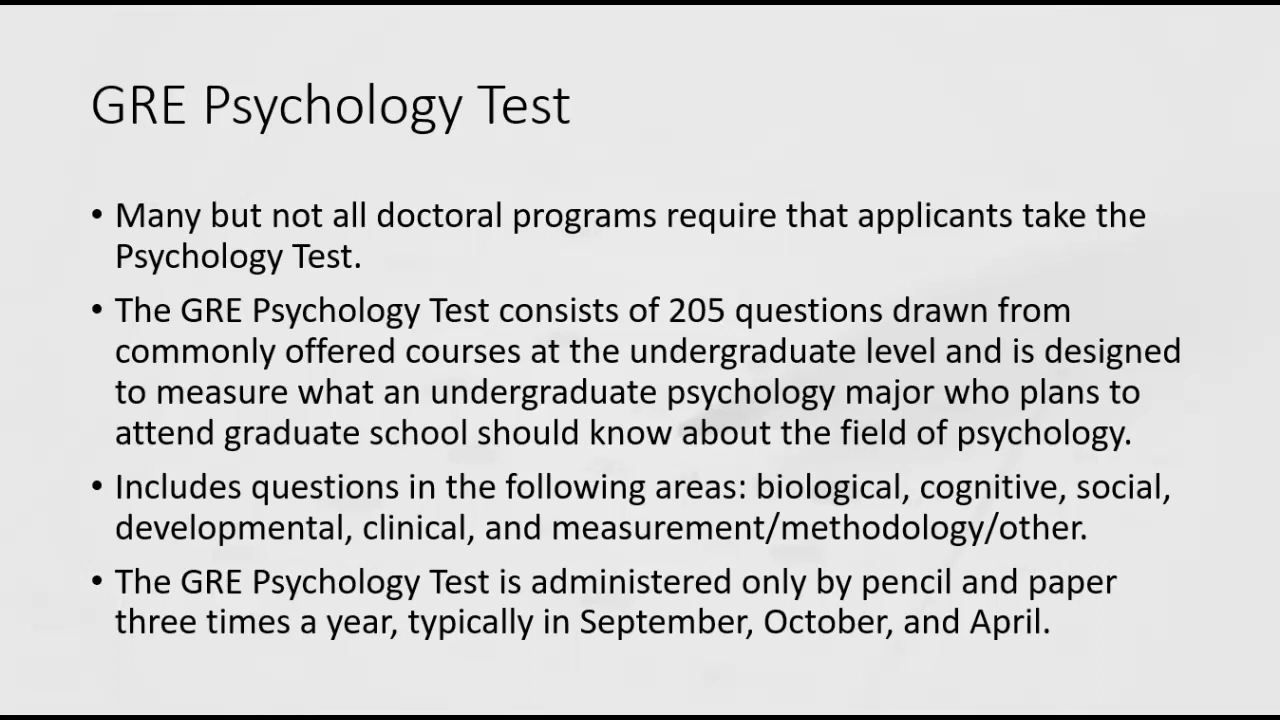 GRE Psychology Test
• Many but not all doctoral programs require that applicants take the
Psychology Test.
• The GRE Psychology Test consists of 205 questions drawn from
commonly offered courses at the undergraduate level and is designed
to measure what an undergraduate psychology major who plans to
attend graduate school should know about the field of psychology.
• Includes questions in the following areas: biological, cognitive, social,
developmental, clinical, and measurement/methodology/other.
• The GRE Psychology Test is administered only by pencil and paper
three times a year, typically in September, October, and April.